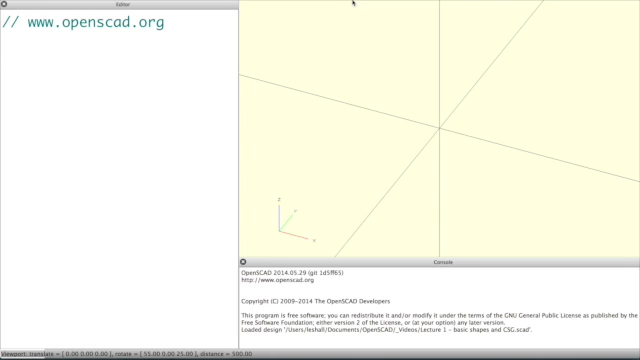 Editor
// www.openscad.org
Z
Y
X
Console
OpenSCAD 2014.05.29 (git 1d5ff65)
http://www.openscad.org
Copyright (C) 2009-2014 The OpenSCAD Developers
This program is free software; you can redistribute it and/or modify it under the terms of the GNU General Public License as published by the
Free Software Foundation; either version 2 of the License, or (at your option) any later version.
Loaded design '/Users/leshall/Documents/OpenSCAD/_Videos/Lecture 1 - basic shapes and CSG.scad'.
Viewport: translate = [ 0.00 0.00 0.00 ], rotate = [ 55.00 0.00 25.00 ], distance = 500.00